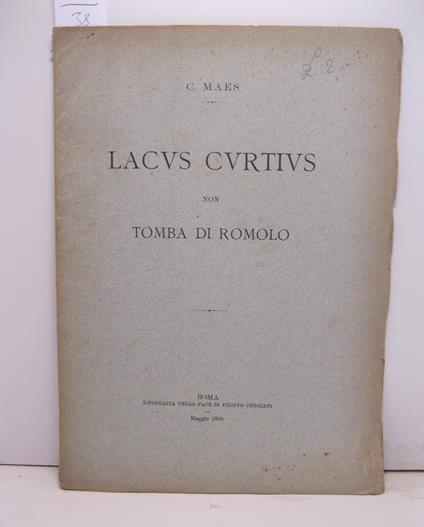 38
£ 2.-
C. MAES
LACVS CVRTIVS
NON
TOMBA DI ROMOLO
ROMA
TIPOGRAFIA DELLA PACE DI FILIPPO CUGGIANI
Maggio